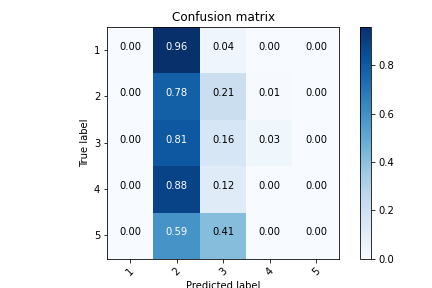 Confusion matrix
1 0.00 0.96 0.04 0.00 0.00
2 0.00 0.78 0.21 0.01 0.00
3 0.00 0.81 0.16 0.03 0.00
4 0.00 0.88 0.12 0.00 0.00
5 0.00 0.59 0.41 0.00 0.00
1 2 3 4 5
True label
Predicted label
0.8
0.6
0.4
0.2
0.0